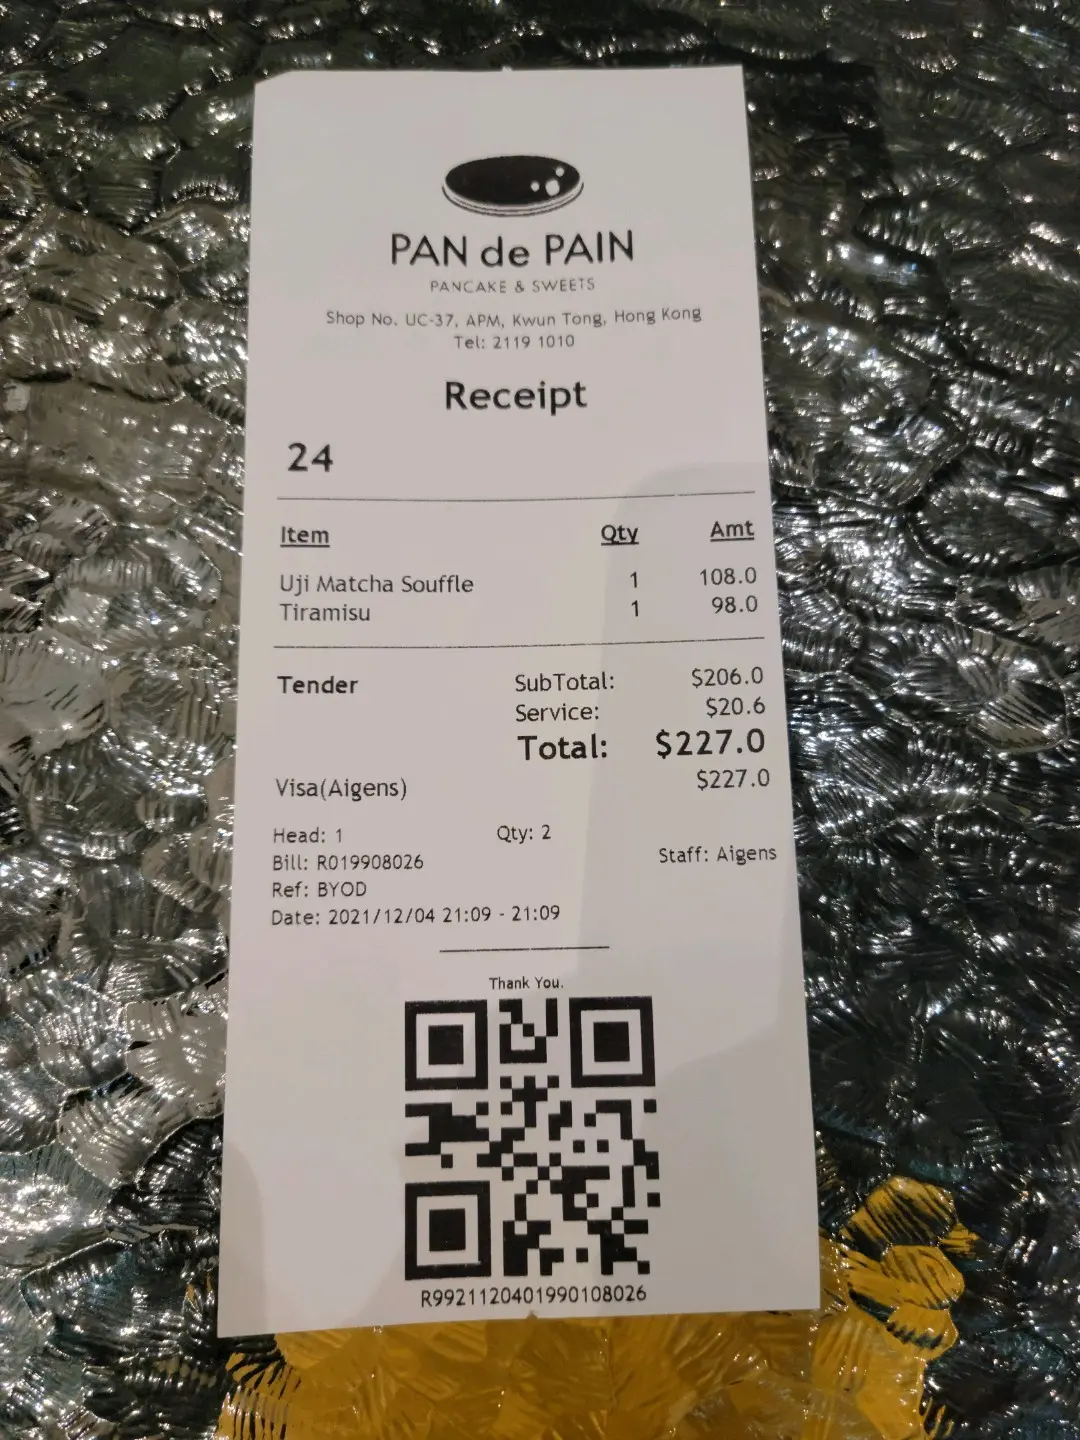 PAN de PAIN
PANCAKE & SWEETS
Shop No. UC-37, APM, Kwun Tong, Hong Kong
Tel: 2119 1010
Receipt
24
Item Qty Amt
Uji Matcha Souffle 1 108.0
Tiramisu 1 98.0
Tender SubTotal: $206.0
Service: $20.6
Total: $227.0
Visa(Aigens) $227.0
Head: 1 Qty: 2
Bill: R019908026 Staff: Aigens
Ref: BYOD
Date: 2021/12/04 21:09 - 21:09
Thank You.
R9921120401990108026